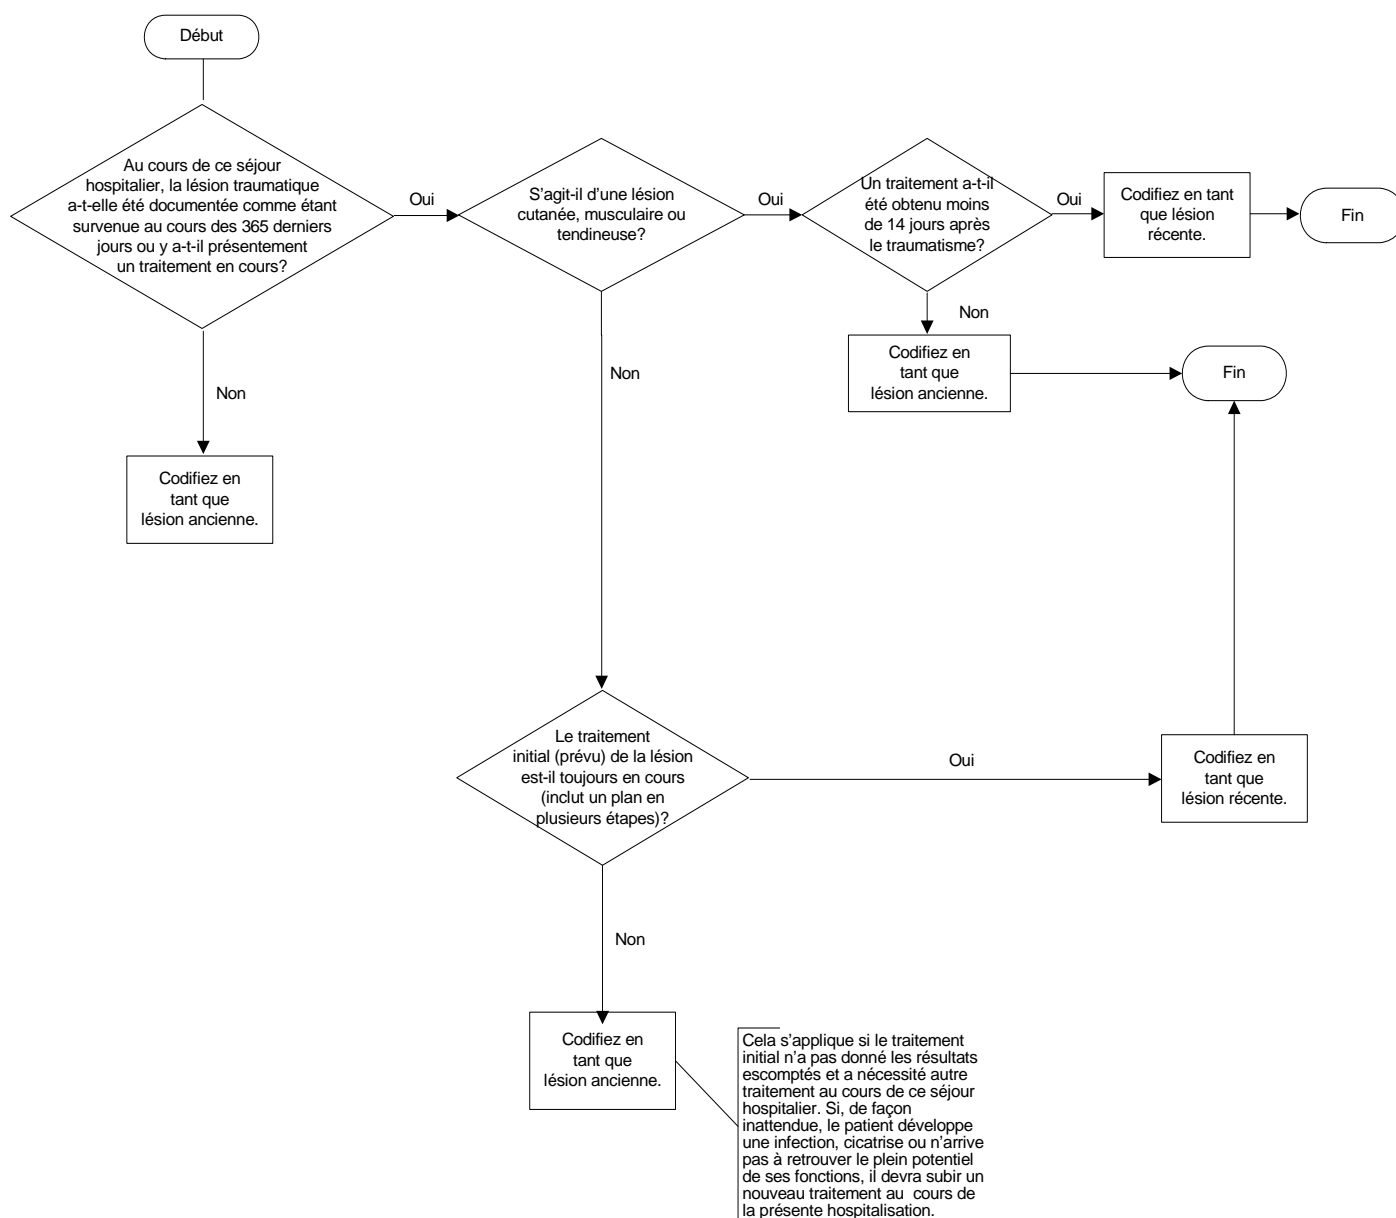 Début
Au cours de ce séjour
hospitalier, la lésion traumatique
a-t-elle été documentée comme étant
survenue au cours des 365 derniers
jours ou y a-t-il présentement
un traitement en cours?
Oui
S’agit-il d’une lésion
cutanée, musculaire ou
tendineuse?
Oui
Un traitement a-t-il
été obtenu moins
de 14 jours après
le traumatisme?
Oui
Codifiez en tant
que lésion
récente.
Fin
Non
Codifiez en
tant que
lésion ancienne.
Fin
Non
Non
Codifiez en
tant que
lésion ancienne.
Le traitement
initial (prévu) de la lésion
est-il toujours en cours
(inclut un plan en
plusieurs étapes)?
Oui
Codifiez en
tant que
lésion récente.
Non
Codifiez en
tant que
lésion ancienne.
Cela s’applique si le traitement
initial n’a pas donné les résultats
escomptés et a nécessité autre
traitement au cours de ce séjour
hospitalier. Si, de façon
inattendue, le patient développe
une infection, cicatrise ou n’arrive
pas à retrouver le plein potentiel
de ses fonctions, il devra subir un
nouveau traitement au cours de
la présente hospitalisation.